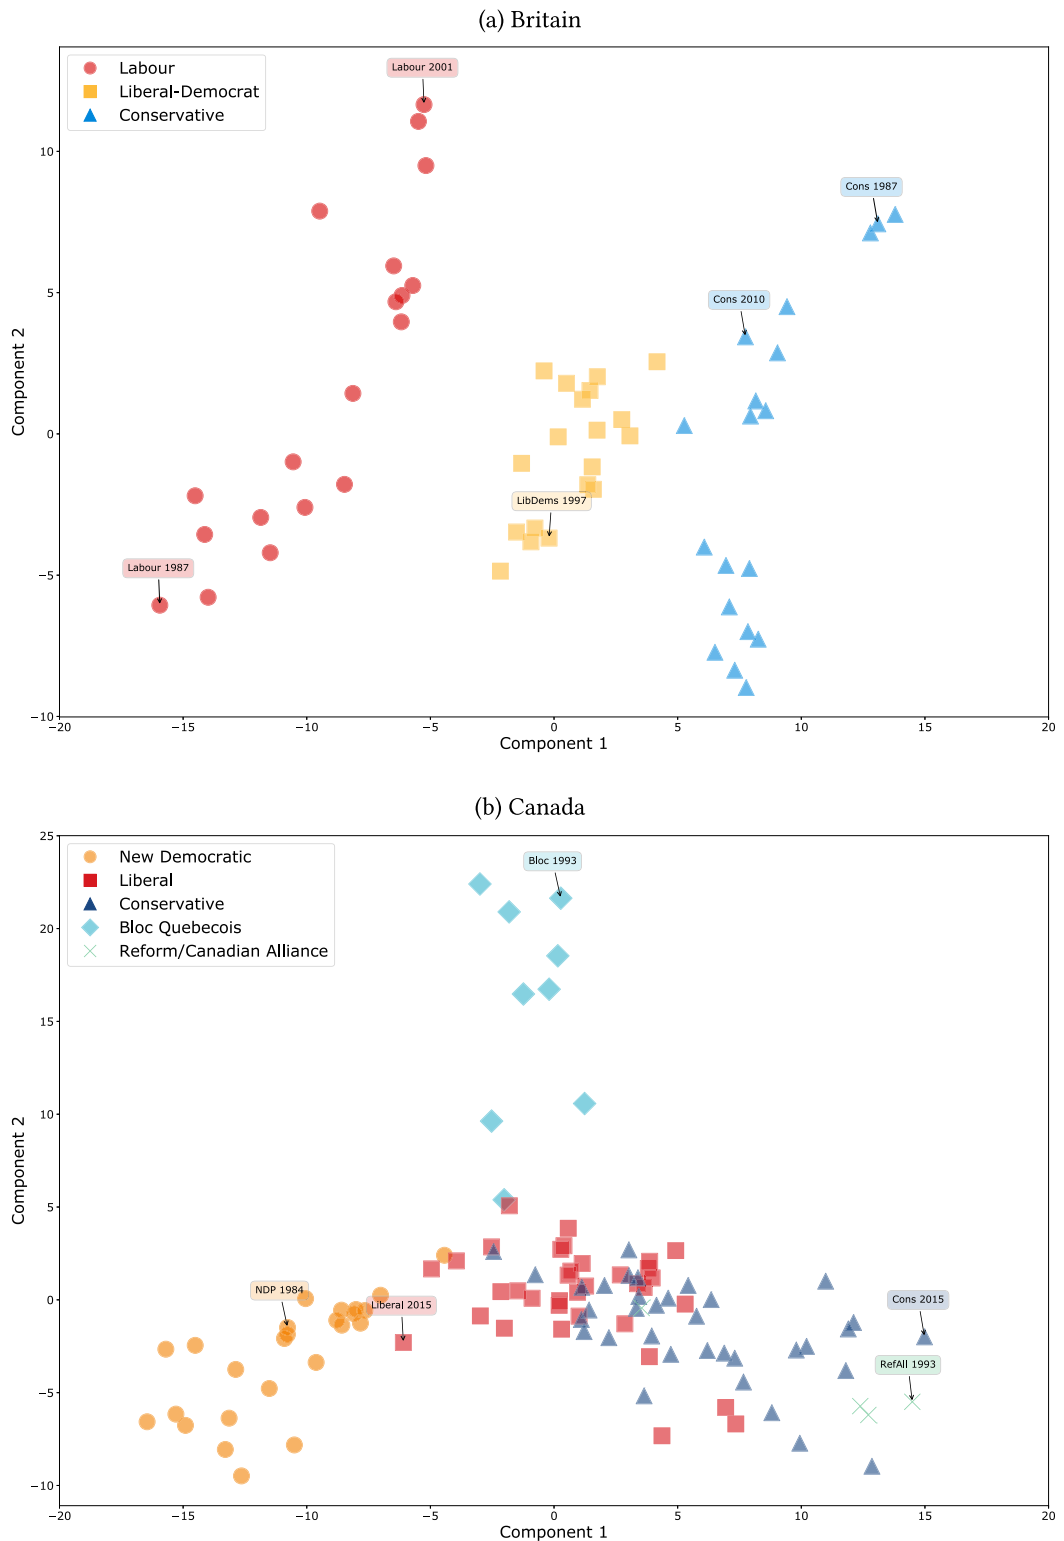 (a) Britain
Labour
Liberal-Democrat
Conservative
Labour 2001
Cons 1987
Cons 2010
LibDems 1997
Labour 1987
10
5
0
−5
−10
Component 2
−20 −15 −10 −5 0 5 10 15 20
Component 1
(b) Canada
New Democratic
Liberal
Conservative
Bloc Quebecois
Reform/Canadian Alliance
Bloc 1993
NDP 1984
Liberal 2015
Cons 2015
RefAll 1993
25
20
15
10
5
0
−5
−10
Component 2
−20 −15 −10 −5 0 5 10 15 20
Component 1